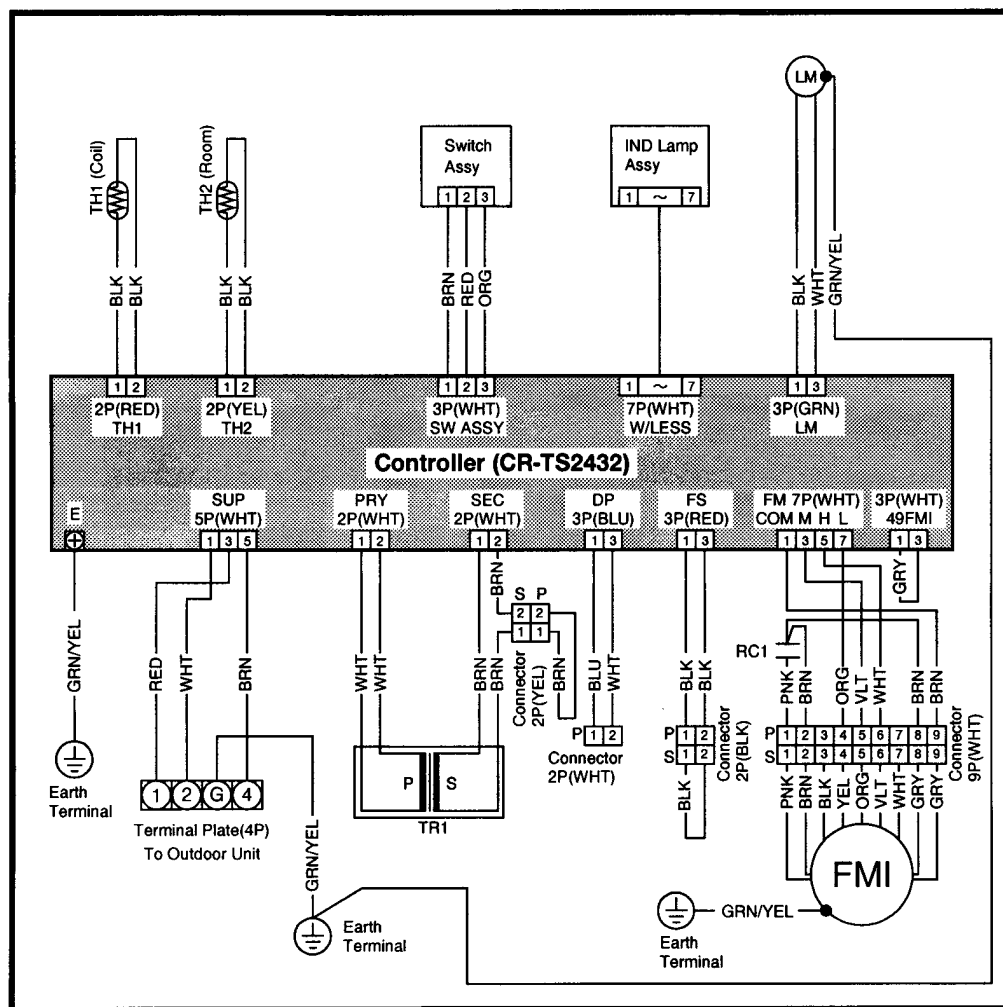 LM
TH1 (Coil)
TH2 (Room)
Switch
Assy
1 2 3
IND Lamp
Assy
1 ~ 7
BLK
BLK
BLK
BLK
BRN
RED
ORG
BLK
WHT
GRN/YEL
1 2
2P(RED)
TH1
1 2
2P(YEL)
TH2
1 2 3
3P(WHT)
SW ASSY
1 ~ 7
7P(WHT)
W/LESS
1 3
3P(GRN)
LM
Controller (CR-TS2432)
E
SUP
5P(WHT)
1 3 5
PRY
2P(WHT)
1 2
SEC
2P(WHT)
1 2
DP
3P(BLU)
1 3
FS
3P(RED)
1 3
FM 7P(WHT)
COM M H L
1 3 5 7
3P(WHT)
49FMI
1 3
GRY
GRN/YEL
RED
WHT
BRN
WHT
WHT
BRN
BRN
BRN
S P
2 2
1 1
Connector
2P(YEL)
BRN
BLU
WHT
P 1 2
Connector
2P(WHT)
BLK
BLK
P 1 2
S 1 2
Connector
2P(BLK)
BLK
RC1
PNK
BRN
ORG
VLT
WHT
BRN
BRN
P 1 2 3 4 5 6 7 8 9
S 1 2 3 4 5 6 7 8 9
Connector
9P(WHT)
PNK
BRN
BLK
YEL
ORG
VLT
WHT
GRY
GRY
FMI
Earth
Terminal
1 2 G 4
Terminal Plate(4P)
To Outdoor Unit
GRN/YEL
P S
TR1
Earth
Terminal
GRN/YEL
Earth
Terminal